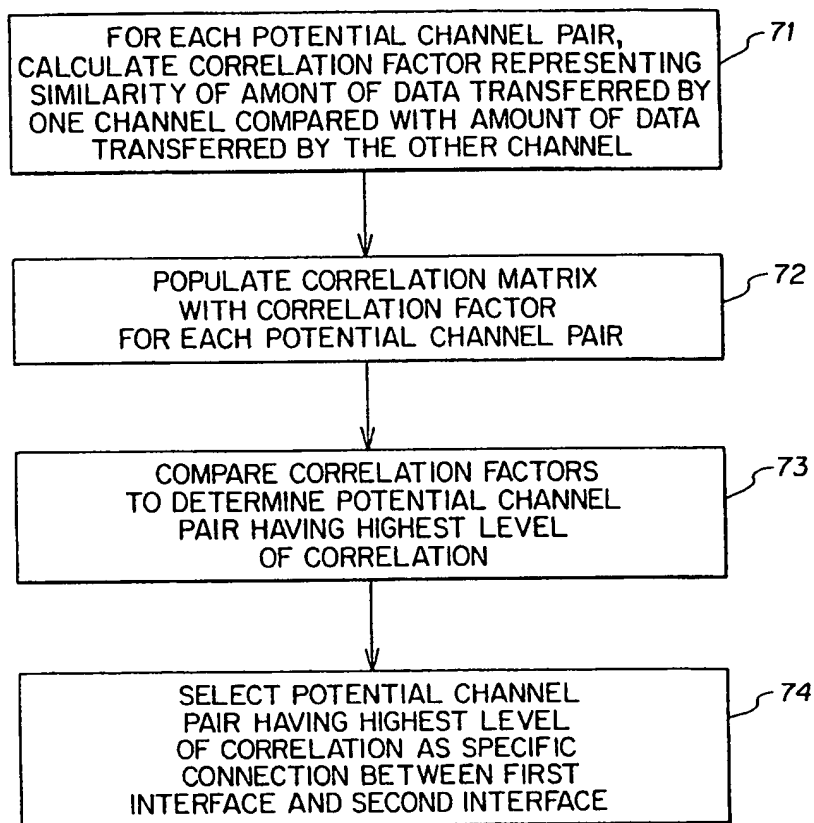 FOR EACH POTENTIAL CHANNEL PAIR,
CALCULATE CORRELATION FACTOR REPRESENTING
SIMILARITY OF AMONT OF DATA TRANSFERRED BY
ONE CHANNEL COMPARED WITH AMOUNT OF DATA
TRANSFERRED BY THE OTHER CHANNEL
71
POPULATE CORRELATION MATRIX
WITH CORRELATION FACTOR
FOR EACH POTENTIAL CHANNEL PAIR
72
COMPARE CORRELATION FACTORS
TO DETERMINE POTENTIAL CHANNEL
PAIR HAVING HIGHEST LEVEL
OF CORRELATION
73
SELECT POTENTIAL CHANNEL
PAIR HAVING HIGHEST LEVEL
OF CORRELATION AS SPECIFIC
CONNECTION BETWEEN FIRST
INTERFACE AND SECOND INTERFACE
74